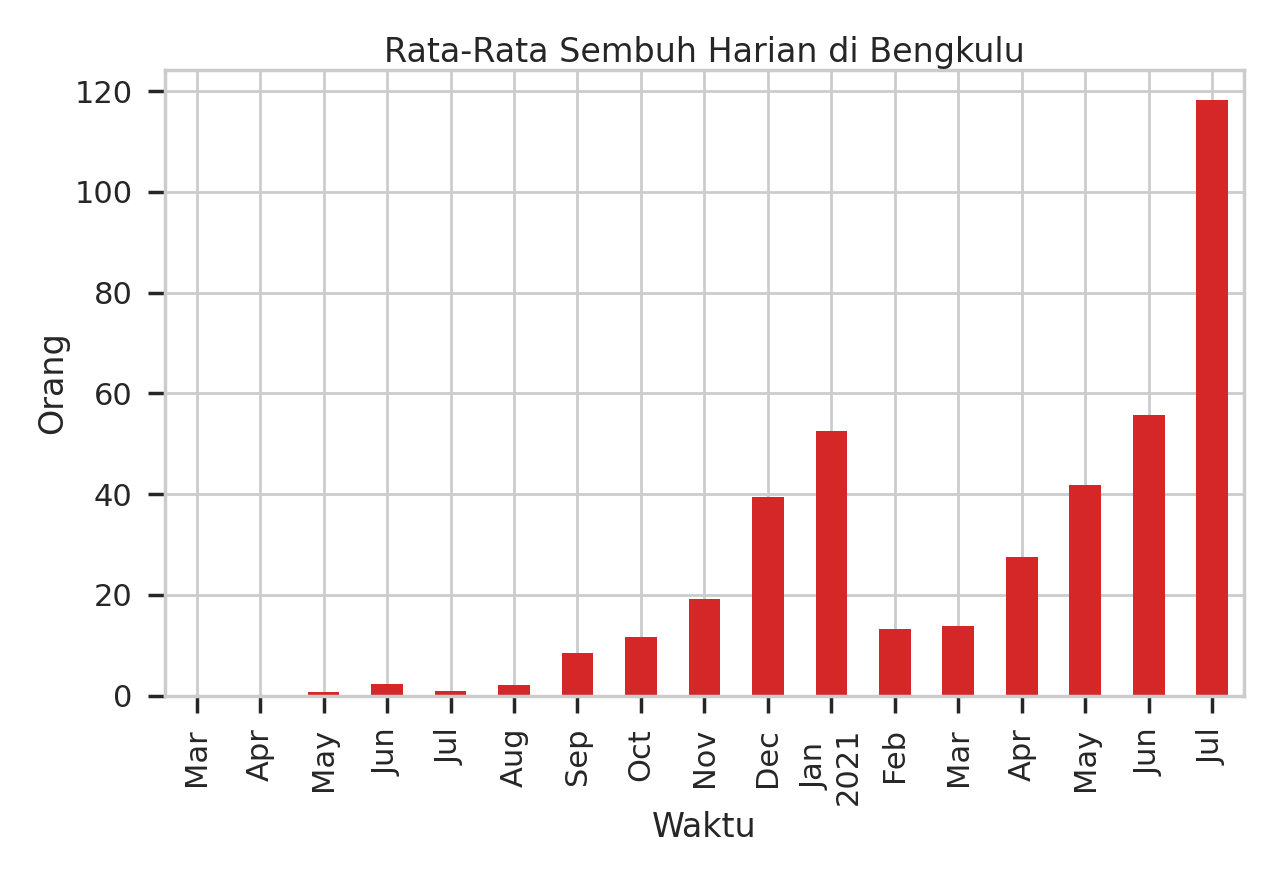 Rata-Rata Sembuh Harian di Bengkulu
120
100
80
60
40
20
0
Orang
Mar
Apr
May
Jun
Jul
Aug
Sep
Oct
Nov
Dec
Jan
2021
Feb
Mar
Apr
May
Jun
Jul
Waktu